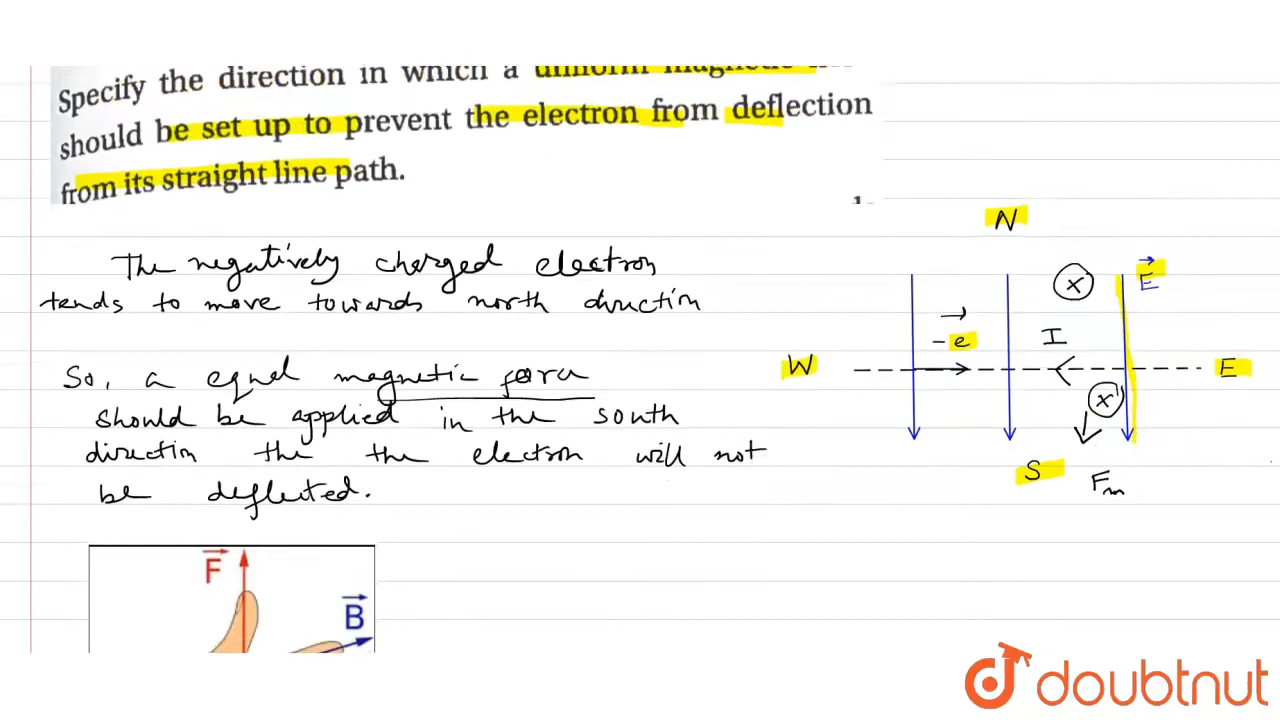 Specify the direction in which a uniform magnetic
should be set up to prevent the electron from deflection
from its straight line path.
The negatively charged electron
tends to move towards north direction
So, a equal magnetic force
should be applied in the south
direction the the electron will not
be deflected.
N
E
-e
I
W
E
S
Fm
F
B
doubtnut